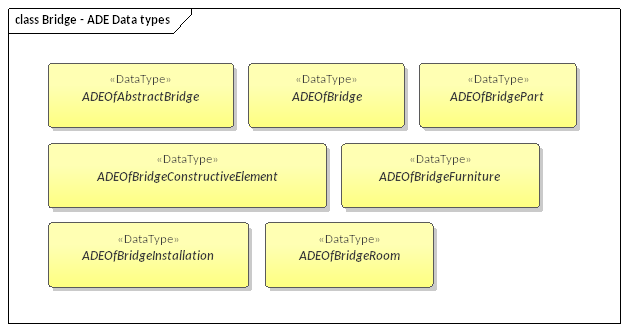 class Bridge - ADE Data types
«DataType»
ADEOfAbstractBridge
«DataType»
ADEOfBridge
«DataType»
ADEOfBridgePart
«DataType»
ADEOfBridgeConstructiveElement
«DataType»
ADEOfBridgeFurniture
«DataType»
ADEOfBridgeInstallation
«DataType»
ADEOfBridgeRoom